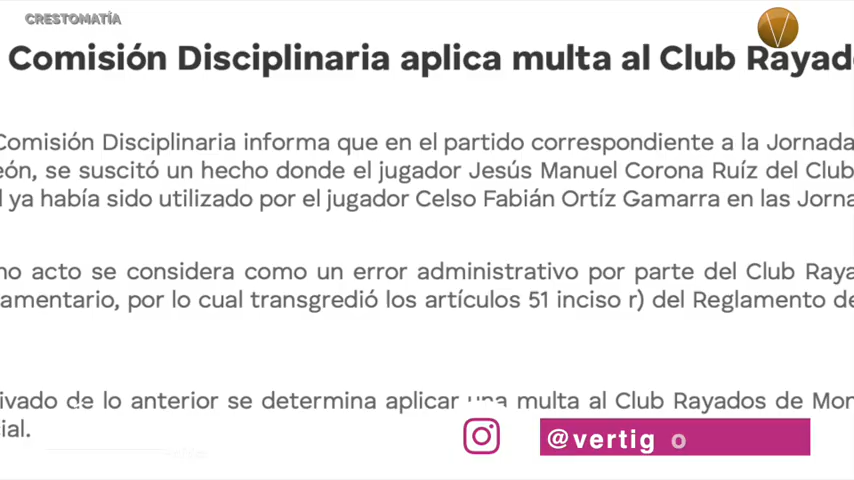 CRESTOMATÍA
V
Comisión Disciplinaria aplica multa al Club Rayad
Comisión Disciplinaria informa que en el partido correspondiente a la Jornada
eón, se suscitó un hecho donde el jugador Jesús Manuel Corona Ruíz del Club
l ya había sido utilizado por el jugador Celso Fabián Ortíz Gamarra en las Jorna
ho acto se considera como un error administrativo por parte del Club Raya
amentario, por lo cual transgredió los artículos 51 inciso r) del Reglamento de
ivado de lo anterior se determina aplicar una multa al Club Rayados de Mon
ial.
@vertigo